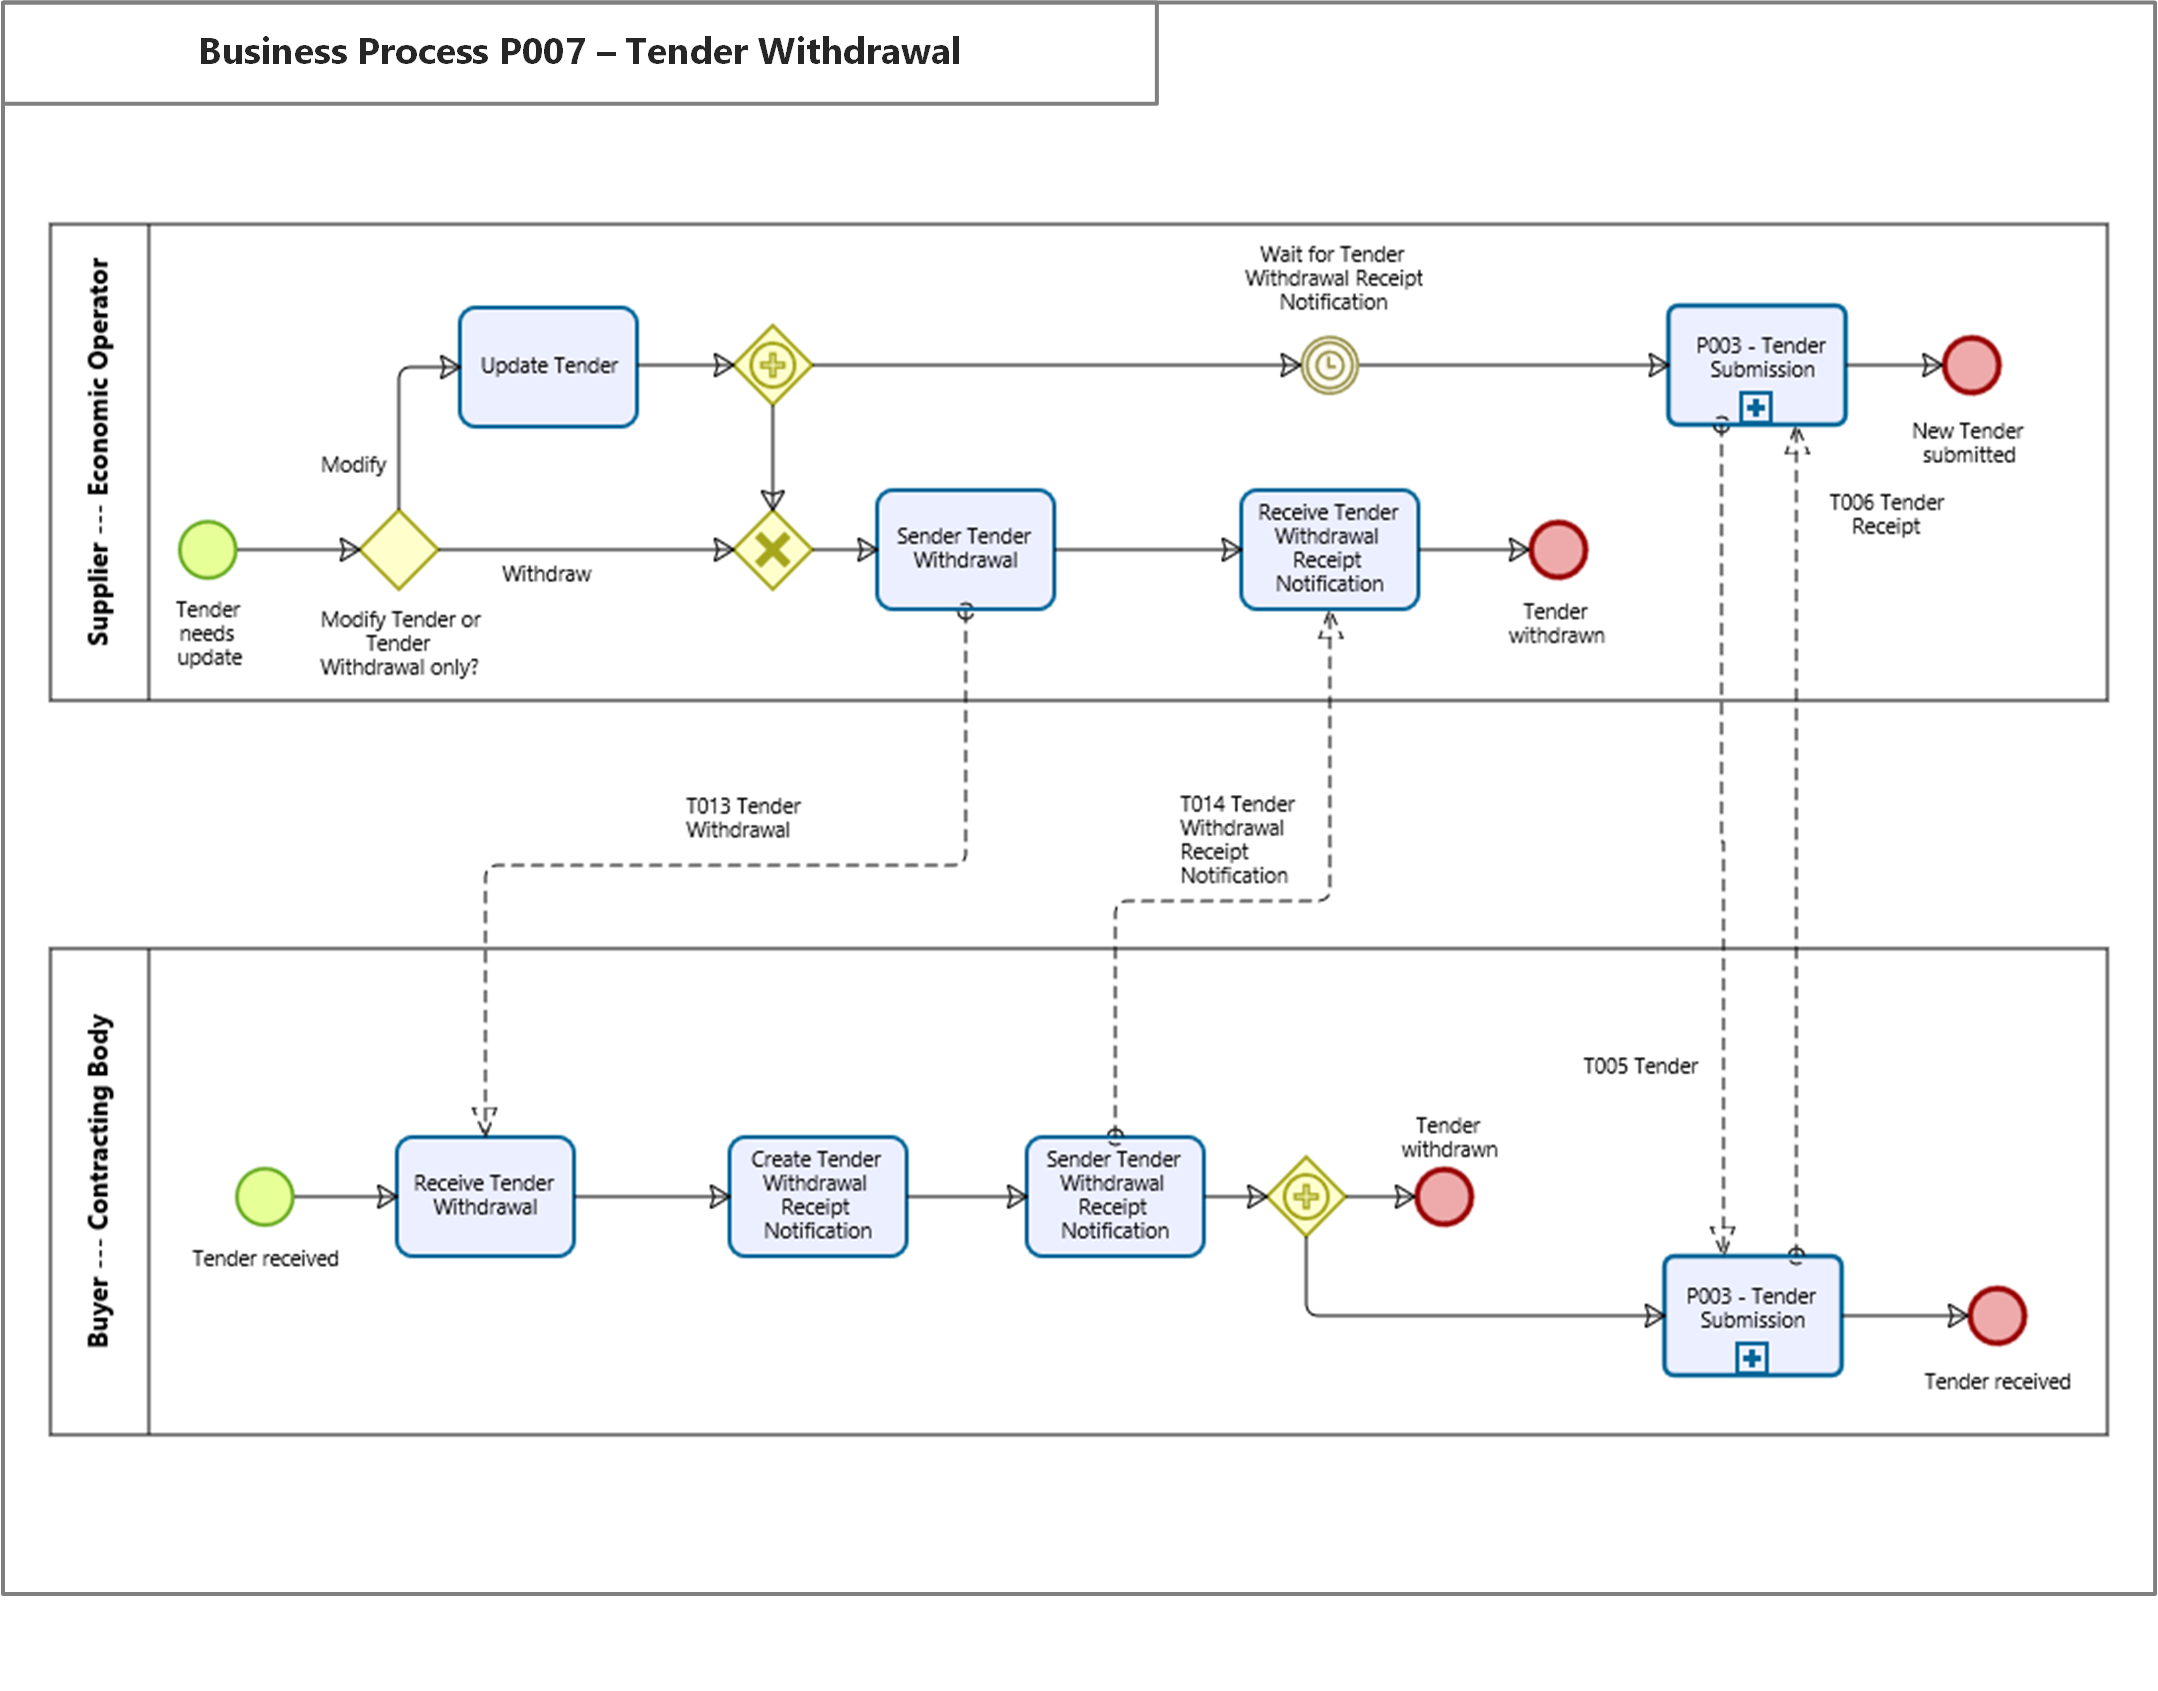 Business Process P007 – Tender Withdrawal
Supplier ---- Economic Operator
Wait for Tender
Withdrawal Receipt
Notification
Update Tender
P003 - Tender
Submission
New Tender
submitted
Modify
T006 Tender
Receipt
Withdraw
Sender Tender
Withdrawal
Receive Tender
Withdrawal
Receipt
Notification
Tender
needs
update
Modify Tender or
Tender
Withdrawal only?
Tender
withdrawn
T013 Tender
Withdrawal
T014 Tender
Withdrawal
Receipt
Notification
Buyer ---- Contracting Body
T005 Tender
Tender received
Receive Tender
Withdrawal
Create Tender
Withdrawal
Receipt
Notification
Sender Tender
Withdrawal
Receipt
Notification
Tender
withdrawn
P003 - Tender
Submission
Tender received